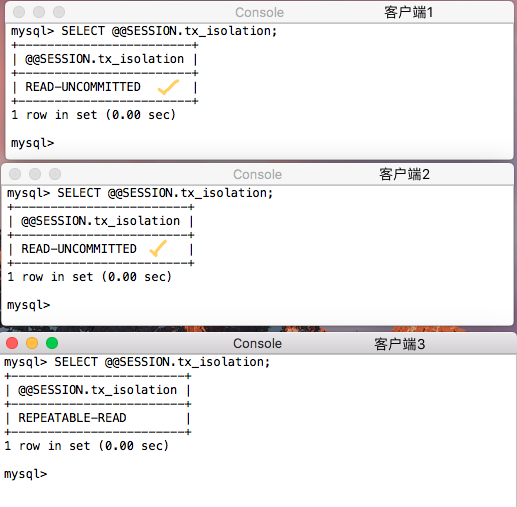 Console 客户端1
mysql> SELECT @@SESSION.tx_isolation;
+------------------------+
| @@SESSION.tx_isolation |
+------------------------+
| READ-UNCOMMITTED |
+------------------------+
1 row in set (0.00 sec)
mysql>
Console 客户端2
mysql> SELECT @@SESSION.tx_isolation;
+------------------------+
| @@SESSION.tx_isolation |
+------------------------+
| READ-UNCOMMITTED |
+------------------------+
1 row in set (0.00 sec)
mysql>
Console 客户端3
mysql> SELECT @@SESSION.tx_isolation;
+------------------------+
| @@SESSION.tx_isolation |
+------------------------+
| REPEATABLE-READ |
+------------------------+
1 row in set (0.00 sec)
mysql>